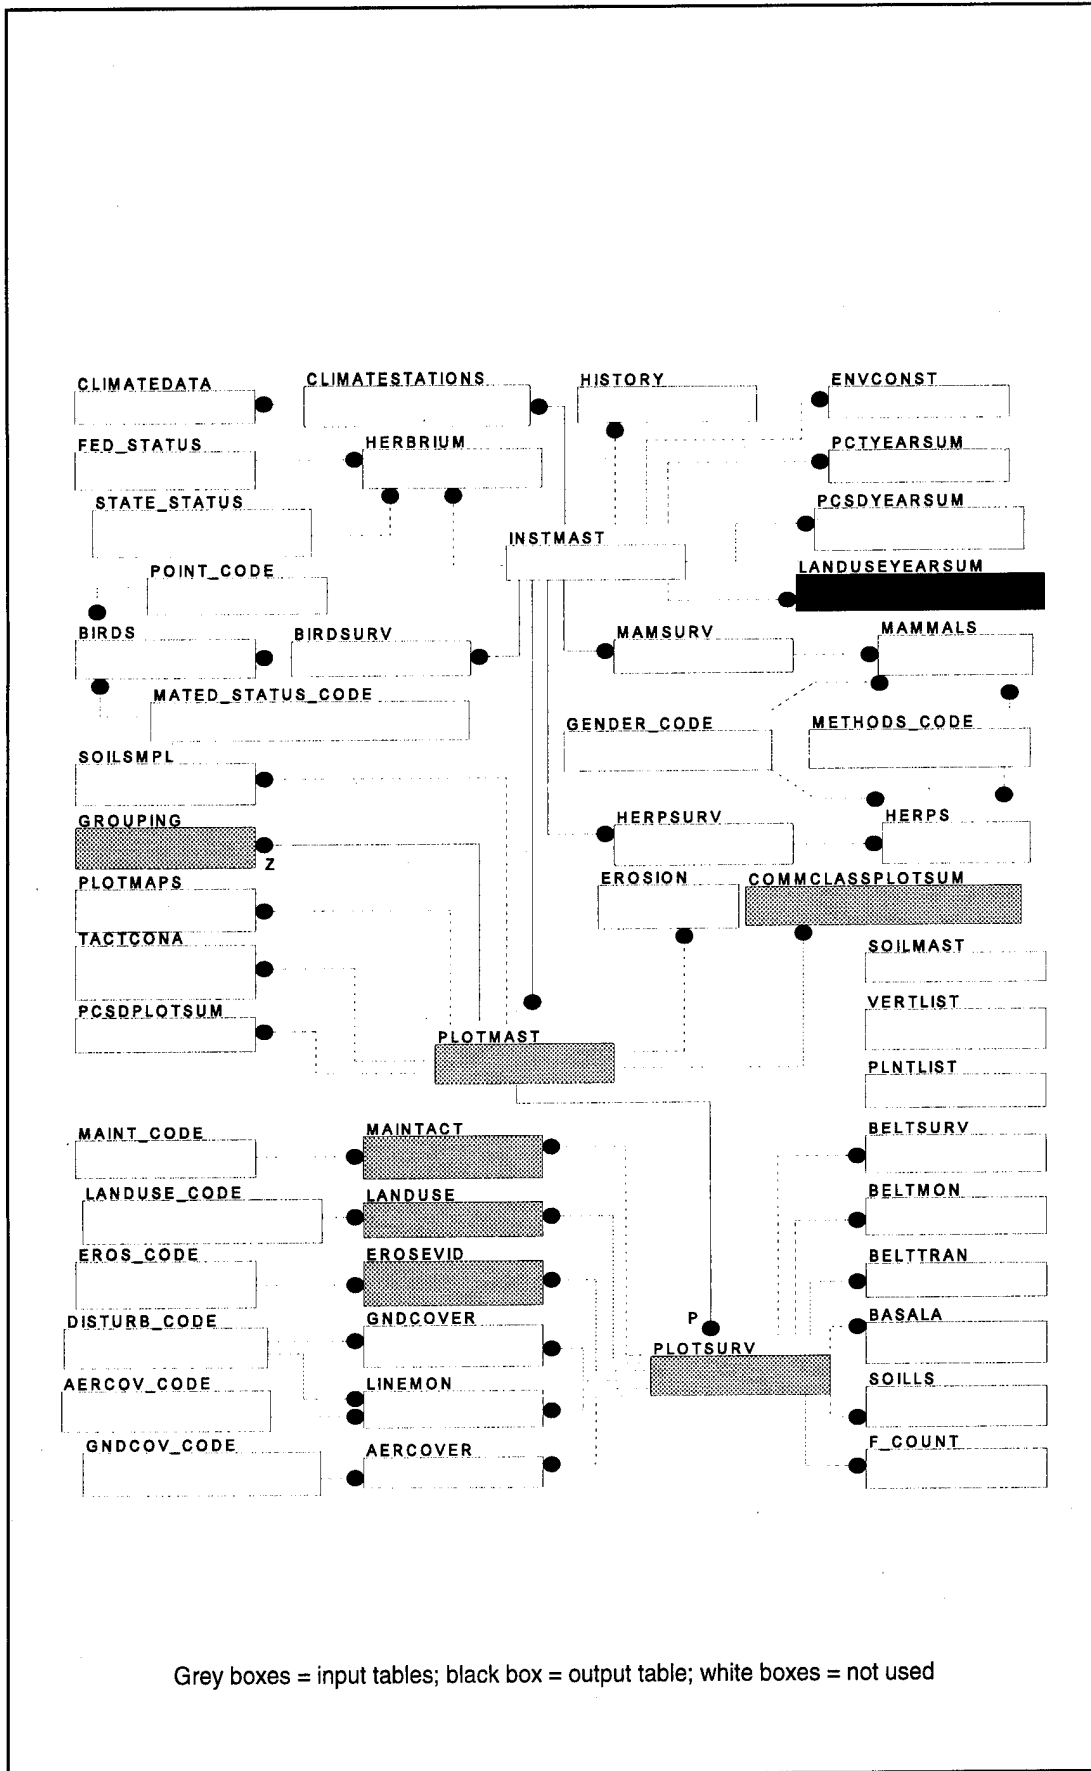 CLIMATEDATA
CLIMATESTATIONS
HISTORY
ENVCONST
FED_STATUS
HERBRIUM
PCTYEARSUM
STATE_STATUS
PCSDYEARSUM
INSTMAST
POINT_CODE
LANDUSEYEARSUM
BIRDS
BIRDSURV
MAMSURV
MAMMALS
MATED_STATUS_CODE
GENDER_CODE
METHODS_CODE
SOILSMPL
GROUPING
Z
HERPSURV
HERPS
PLOTMAPS
EROSION
COMMCLASSPLOTSUM
TACTCONA
SOILMAST
PCSDPLOTSUM
VERTLIST
PLOTMAST
PLNTLIST
MAINT_CODE
MAINTACT
BELTSURV
LANDUSE_CODE
LANDUSE
BELTMON
EROS_CODE
EROSEVID
BELTTRAN
DISTURB_CODE
GNDCOVER
P
PLOTSURV
BASALA
AERCOV_CODE
LINEMON
SOILLS
GNDCOV_CODE
AERCOVER
F_COUNT
Grey boxes = input tables; black box = output table; white boxes = not used